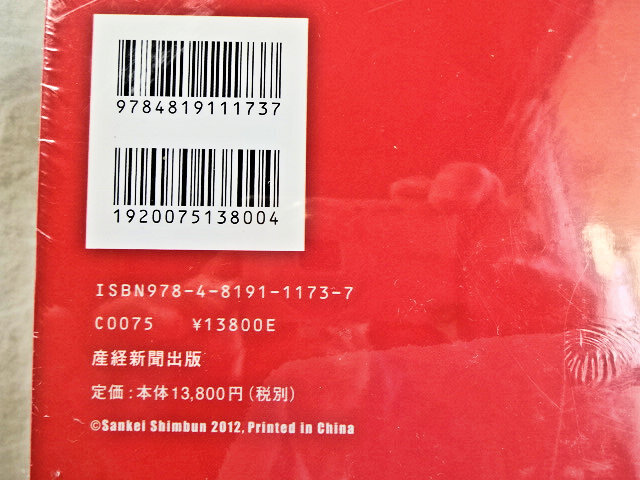 9784819111737
1920075138004
ISBN978-4-8191-1173-7
C0075 ¥13800E
産経新聞出版
定価:本体13,800円(税別)
©Sankei Shimbun 2012, Printed in China